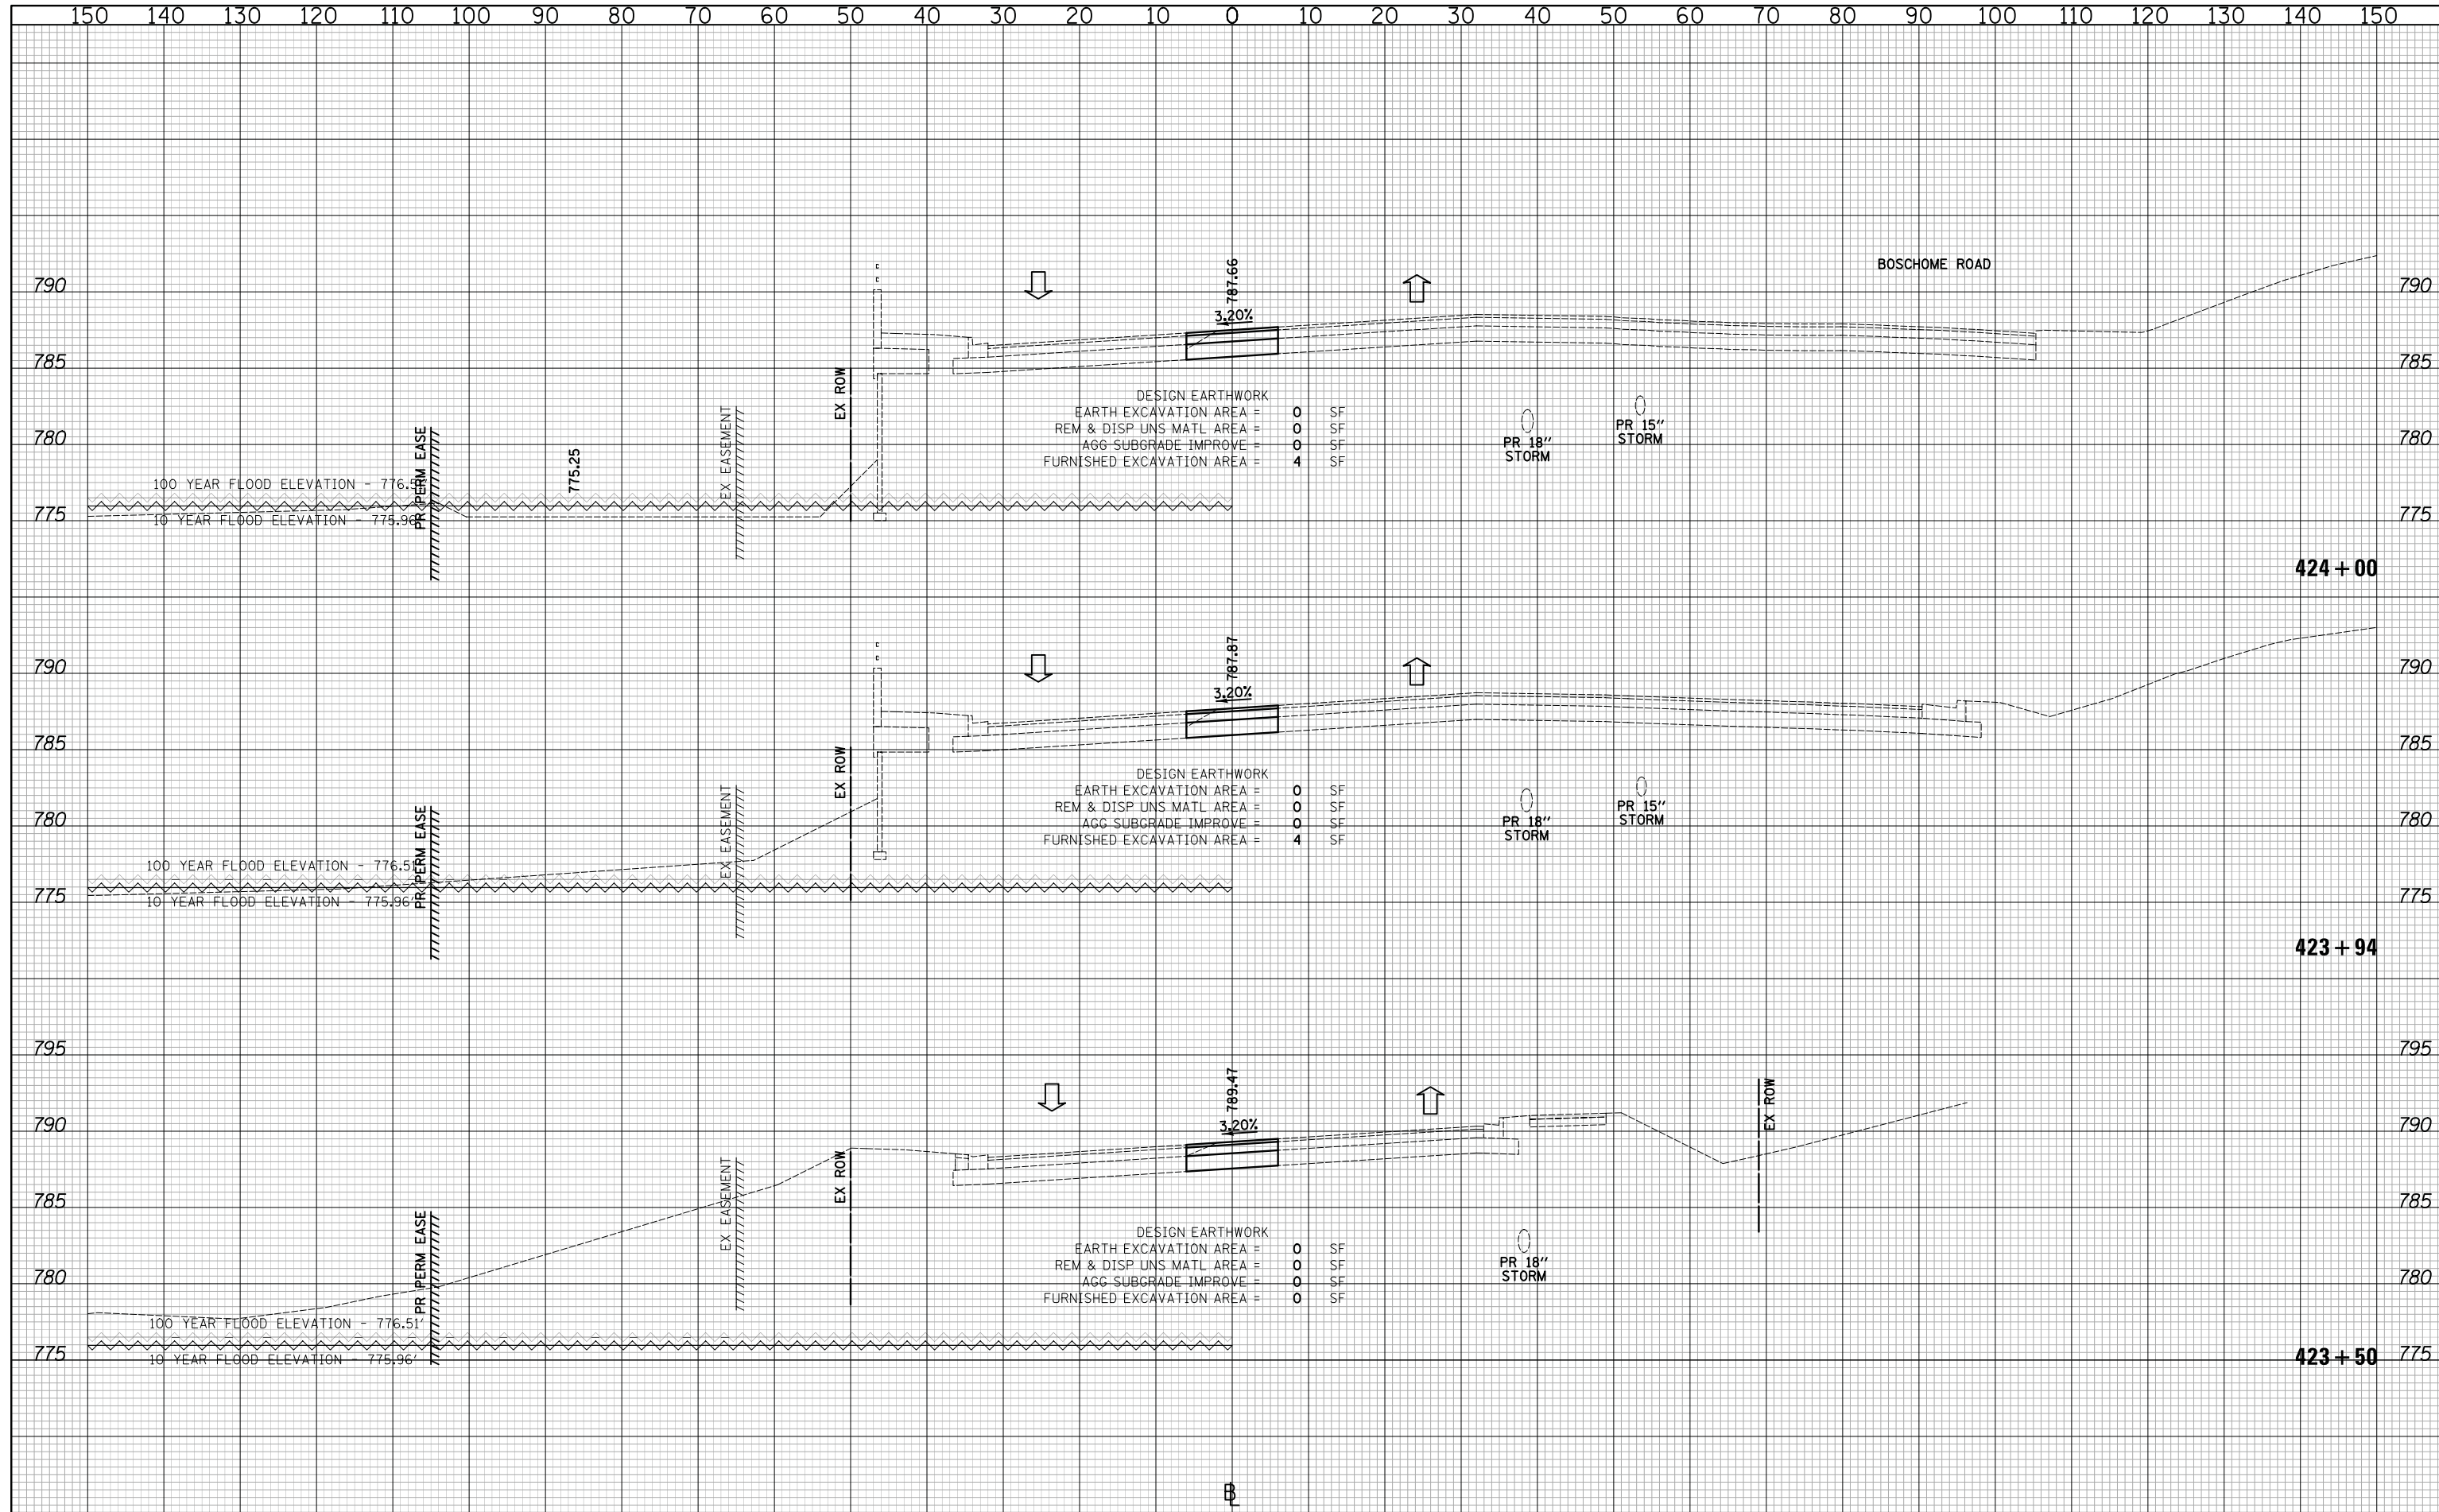 150 140 130 120 110 100 90 80 70 60 50 40 30 20 10 0 10 20 30 40 50 60 70 80 90 100 110 120 130 140 150
BOSCHOME ROAD
790 787.66 790
3.20%
785 EX ROW 785
DESIGN EARTHWORK
EARTH EXCAVATION AREA = 0 SF
REM & DISP UNS MATL AREA = 0 SF
AGG SUBGRADE IMPROVE = 0 SF
FURNISHED EXCAVATION AREA = 4 SF
PR 15"
STORM
PR 18"
STORM
780 780
PR PERM EASE
775.25
EX EASEMENT
100 YEAR FLOOD ELEVATION - 776.5
10 YEAR FLOOD ELEVATION - 775.96
775 775
424+00
790 787.87 790
3.20%
785 EX ROW 785
DESIGN EARTHWORK
EARTH EXCAVATION AREA = 0 SF
REM & DISP UNS MATL AREA = 0 SF
AGG SUBGRADE IMPROVE = 0 SF
FURNISHED EXCAVATION AREA = 4 SF
PR 15"
STORM
PR 18"
STORM
780 780
PR PERM EASE
EX EASEMENT
100 YEAR FLOOD ELEVATION - 776.51'
10 YEAR FLOOD ELEVATION - 775.96'
775 775
423+94
795 795
790 789.47 790
3.20%
EX ROW
EX ROW
785 785
EX EASEMENT
PR PERM EASE
DESIGN EARTHWORK
EARTH EXCAVATION AREA = 0 SF
REM & DISP UNS MATL AREA = 0 SF
AGG SUBGRADE IMPROVE = 0 SF
FURNISHED EXCAVATION AREA = 0 SF
PR 18"
STORM
780 780
100 YEAR FLOOD ELEVATION - 776.51'
10 YEAR FLOOD ELEVATION - 775.96'
775 775
423+50
BL